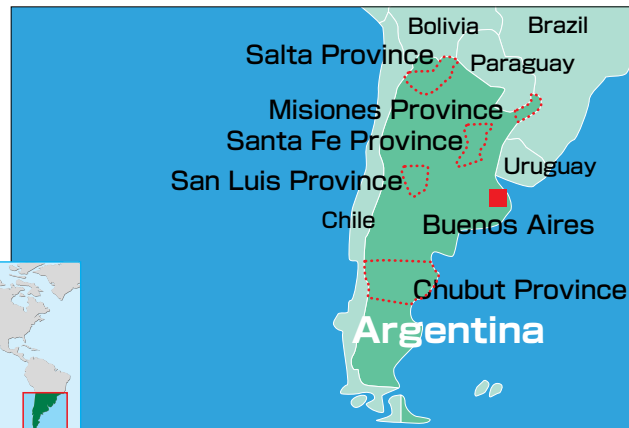 Bolivia
Brazil
Salta Province
Paraguay
Misiones Province
Santa Fe Province
Uruguay
San Luis Province
Chile
Buenos Aires
Chubut Province
Argentina